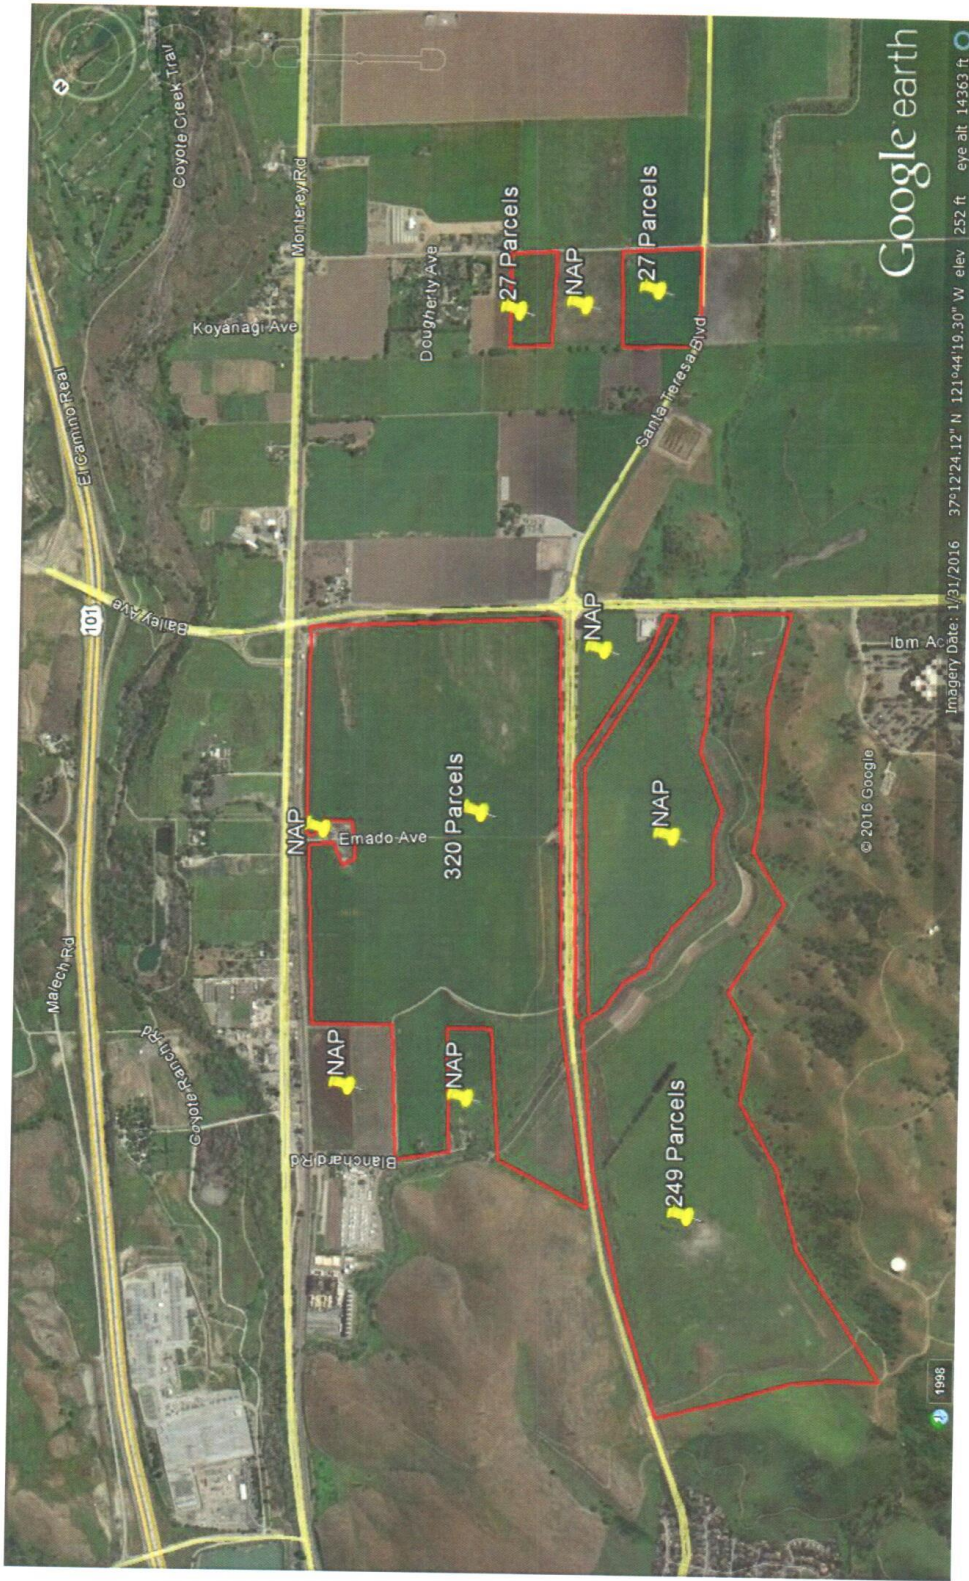 Malech Rd
El Camino Real
101
Coyote Creek Trail
Coyote Ranch Rd
Bailey Ave
Koyanagi Ave
Monterey Rd
NAP
Emado Ave
Dougherty Ave
NAP
Blanchard Rd
NAP
320 Parcels
27 Parcels
NAP
27 Parcels
NAP
Santa Teresa Blvd
249 Parcels
NAP
Ibm Ac
© 2016 Google
Google earth
1998
Imagery Date: 1/31/2016 37°12'24.12" N 121°44'19.30" W elev 252 ft eye alt 14363 ft
N